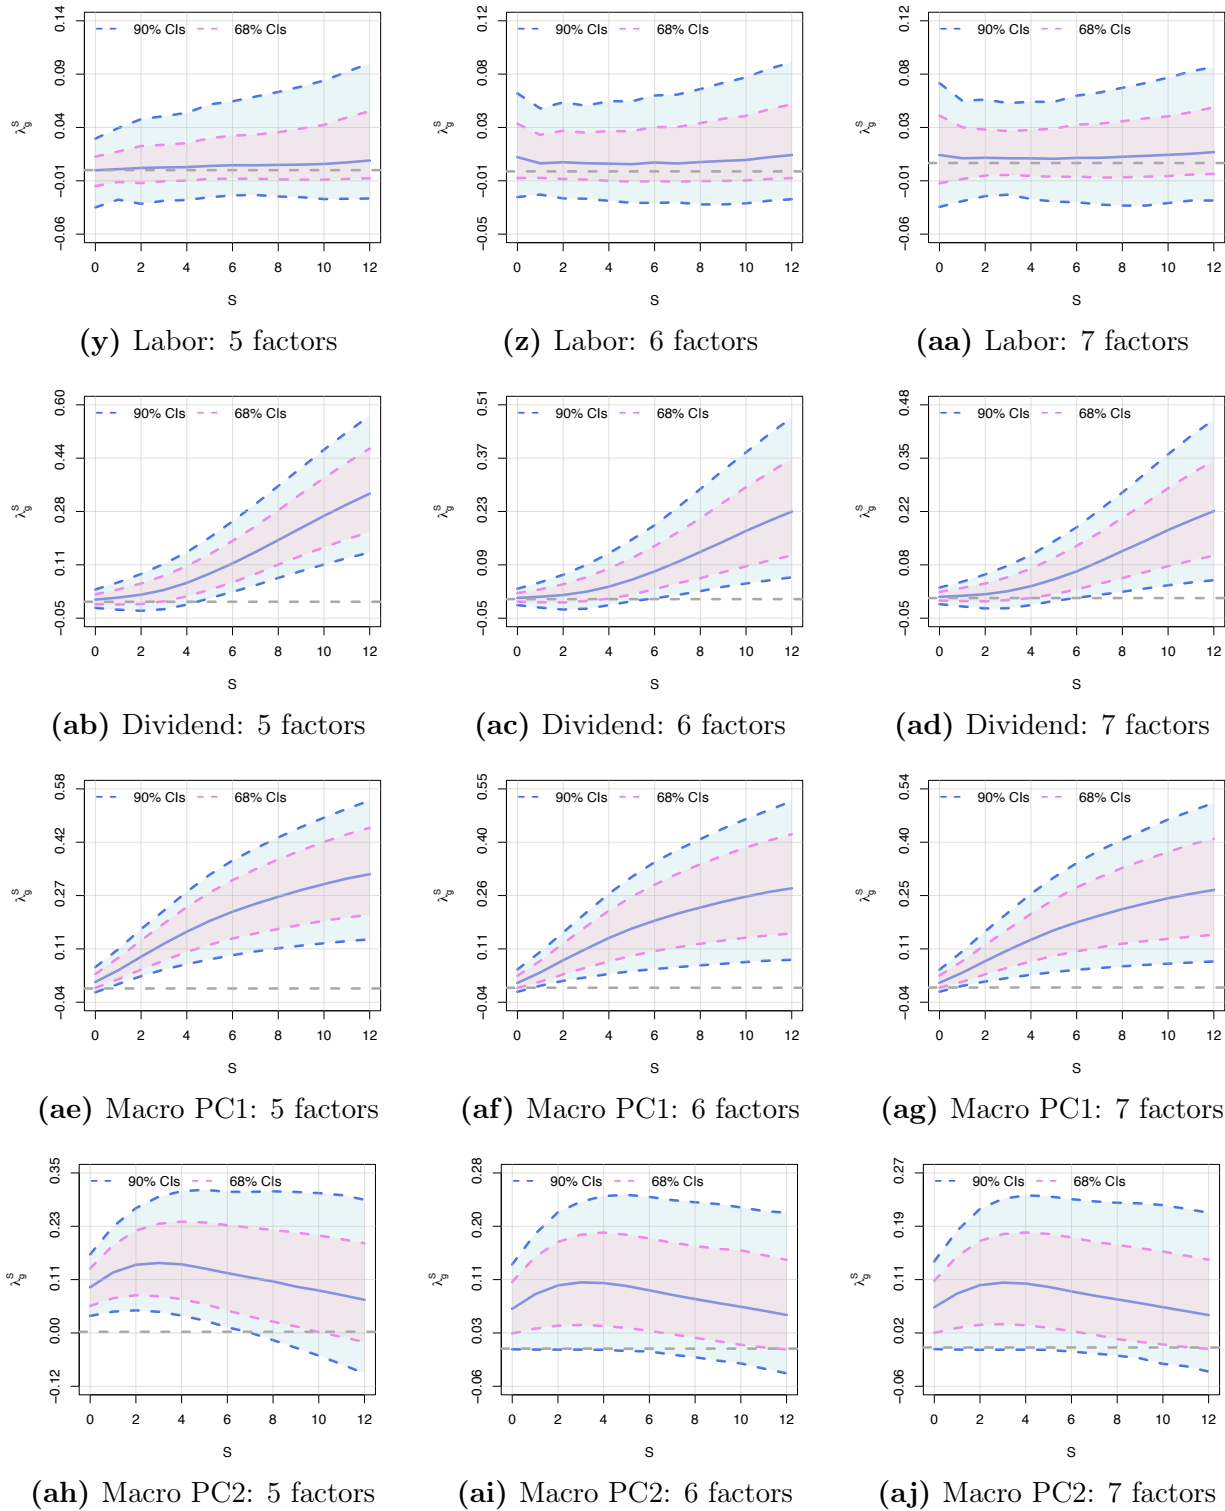 0.14
0.09
0.04
−0.01
−0.06
λ_g^S
90% CIs 68% CIs
0 2 4 6 8 10 12
S
(y) Labor: 5 factors
0.12
0.08
0.03
−0.01
−0.05
λ_g^S
90% CIs 68% CIs
0 2 4 6 8 10 12
S
(z) Labor: 6 factors
0.12
0.08
0.03
−0.01
−0.06
λ_g^S
90% CIs 68% CIs
0 2 4 6 8 10 12
S
(aa) Labor: 7 factors
0.60
0.44
0.28
0.11
−0.05
λ_g^S
90% CIs 68% CIs
0 2 4 6 8 10 12
S
(ab) Dividend: 5 factors
0.51
0.37
0.23
0.09
−0.05
λ_g^S
90% CIs 68% CIs
0 2 4 6 8 10 12
S
(ac) Dividend: 6 factors
0.48
0.35
0.22
0.08
−0.05
λ_g^S
90% CIs 68% CIs
0 2 4 6 8 10 12
S
(ad) Dividend: 7 factors
0.58
0.42
0.27
0.11
−0.04
λ_g^S
90% CIs 68% CIs
0 2 4 6 8 10 12
S
(ae) Macro PC1: 5 factors
0.55
0.40
0.26
0.11
−0.04
λ_g^S
90% CIs 68% CIs
0 2 4 6 8 10 12
S
(af) Macro PC1: 6 factors
0.54
0.40
0.25
0.11
−0.04
λ_g^S
90% CIs 68% CIs
0 2 4 6 8 10 12
S
(ag) Macro PC1: 7 factors
0.35
0.23
0.11
0.00
−0.12
λ_g^S
90% CIs 68% CIs
0 2 4 6 8 10 12
S
(ah) Macro PC2: 5 factors
0.28
0.20
0.11
0.03
−0.06
λ_g^S
90% CIs 68% CIs
0 2 4 6 8 10 12
S
(ai) Macro PC2: 6 factors
0.27
0.19
0.11
0.02
−0.06
λ_g^S
90% CIs 68% CIs
0 2 4 6 8 10 12
S
(aj) Macro PC2: 7 factors